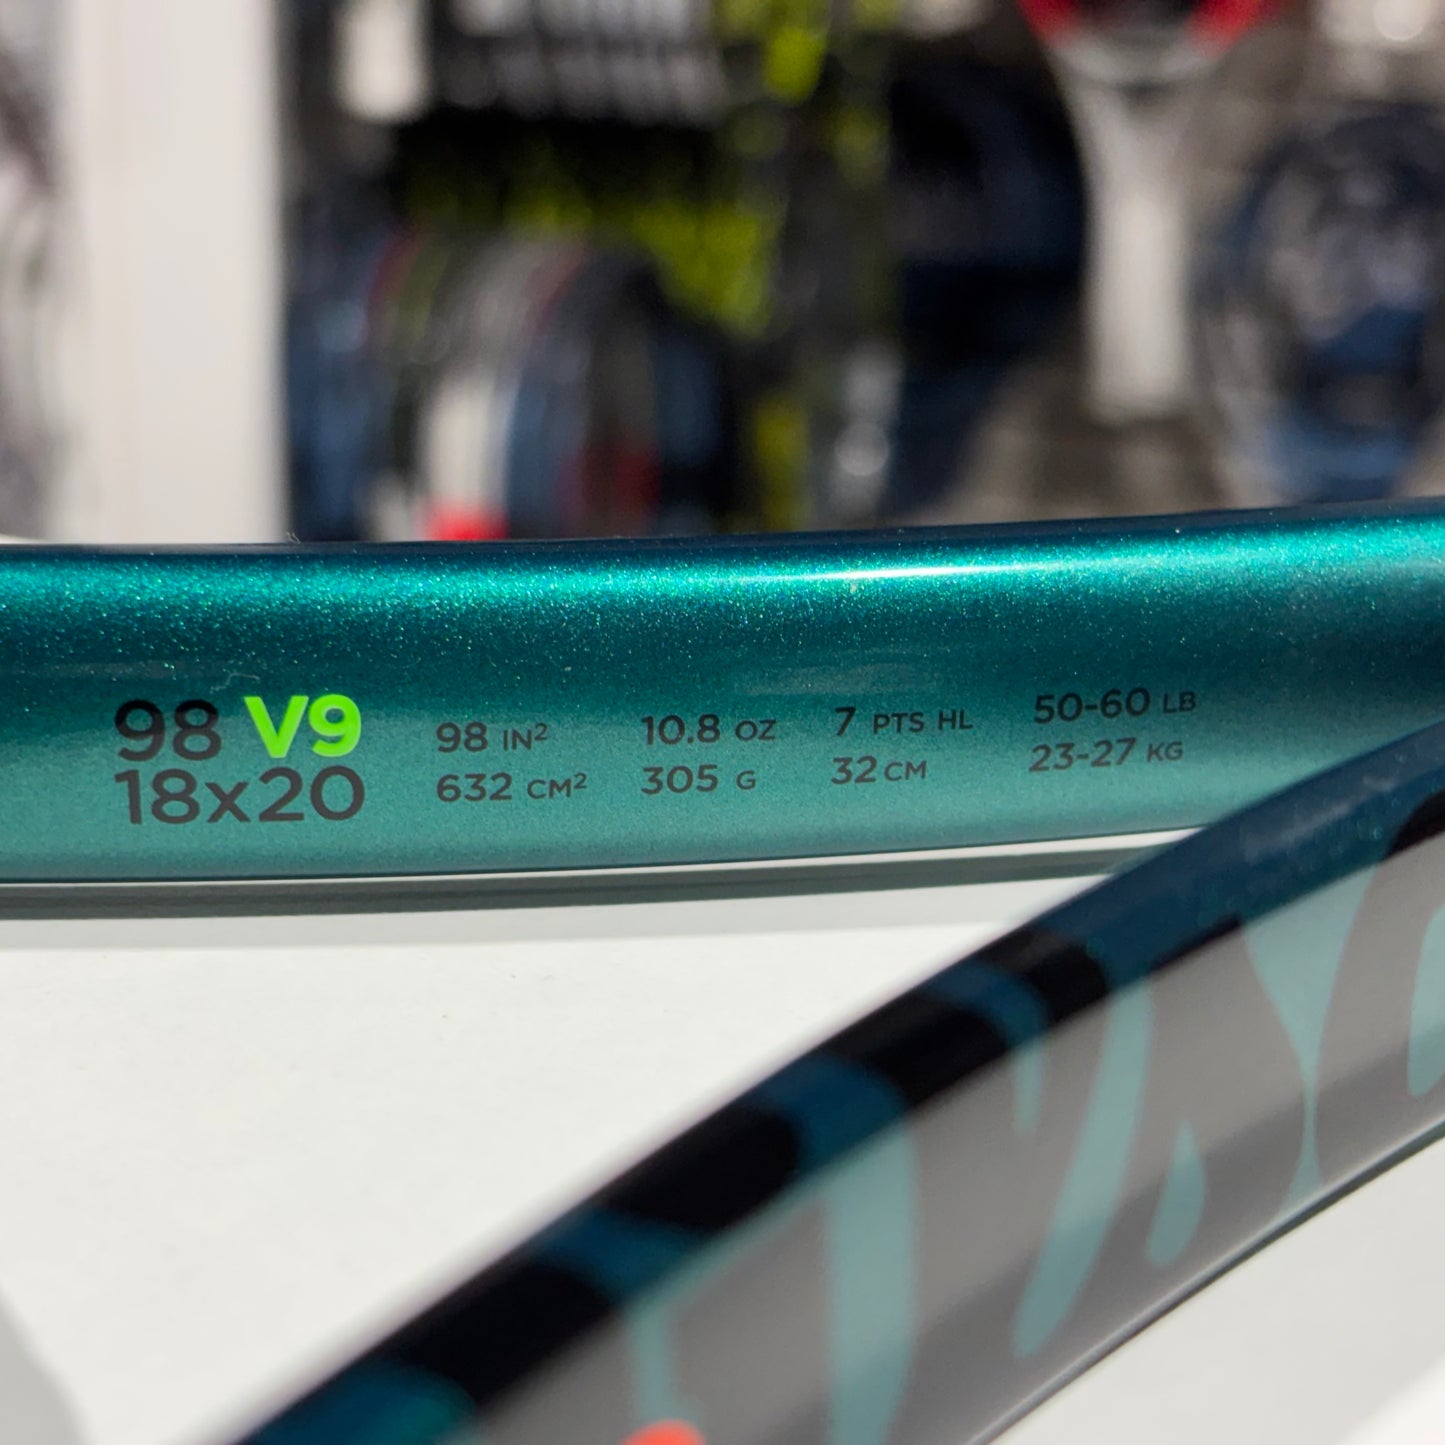 98 V9
18x20
98 IN²
632 CM²
10.8 OZ
305 G
7 PTS HL
32 CM
50-60 LB
23-27 KG